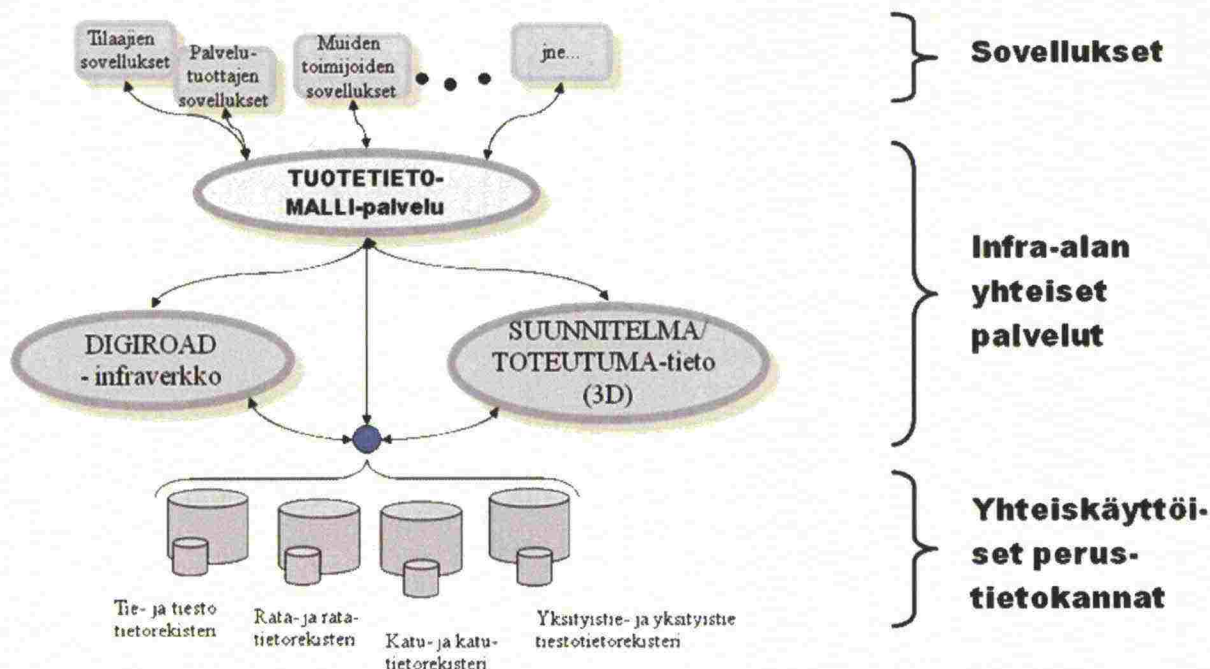 Tilaajien
sovellukset
Palvelu-
tuottajen
sovellukset
Muiden
toimijoiden
sovellukset
jne...
Sovellukset
TUOTETIETO-
MALLI-palvelu
Infra-alan
yhteiset
palvelut
DIGIROAD
- infraverkko
SUUNNITELMA/
TOTEUTUMA-tieto
(3D)
Yhteiskäyttöi-
set perus-
tietokannat
Tie- ja tiesto
tietorekisteri
Rata- ja rata-
tietorekisteri
Katu- ja katu-
tietorekisteri
Yksityistie- ja yksityistie
tiestotietorekisteri